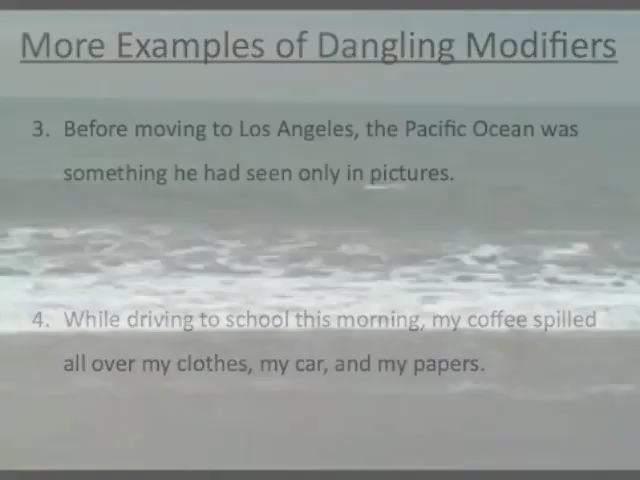 More Examples of Dangling Modifiers
3. Before moving to Los Angeles, the Pacific Ocean was
something he had seen only in pictures.
4. While driving to school this morning, my coffee spilled
all over my clothes, my car, and my papers.